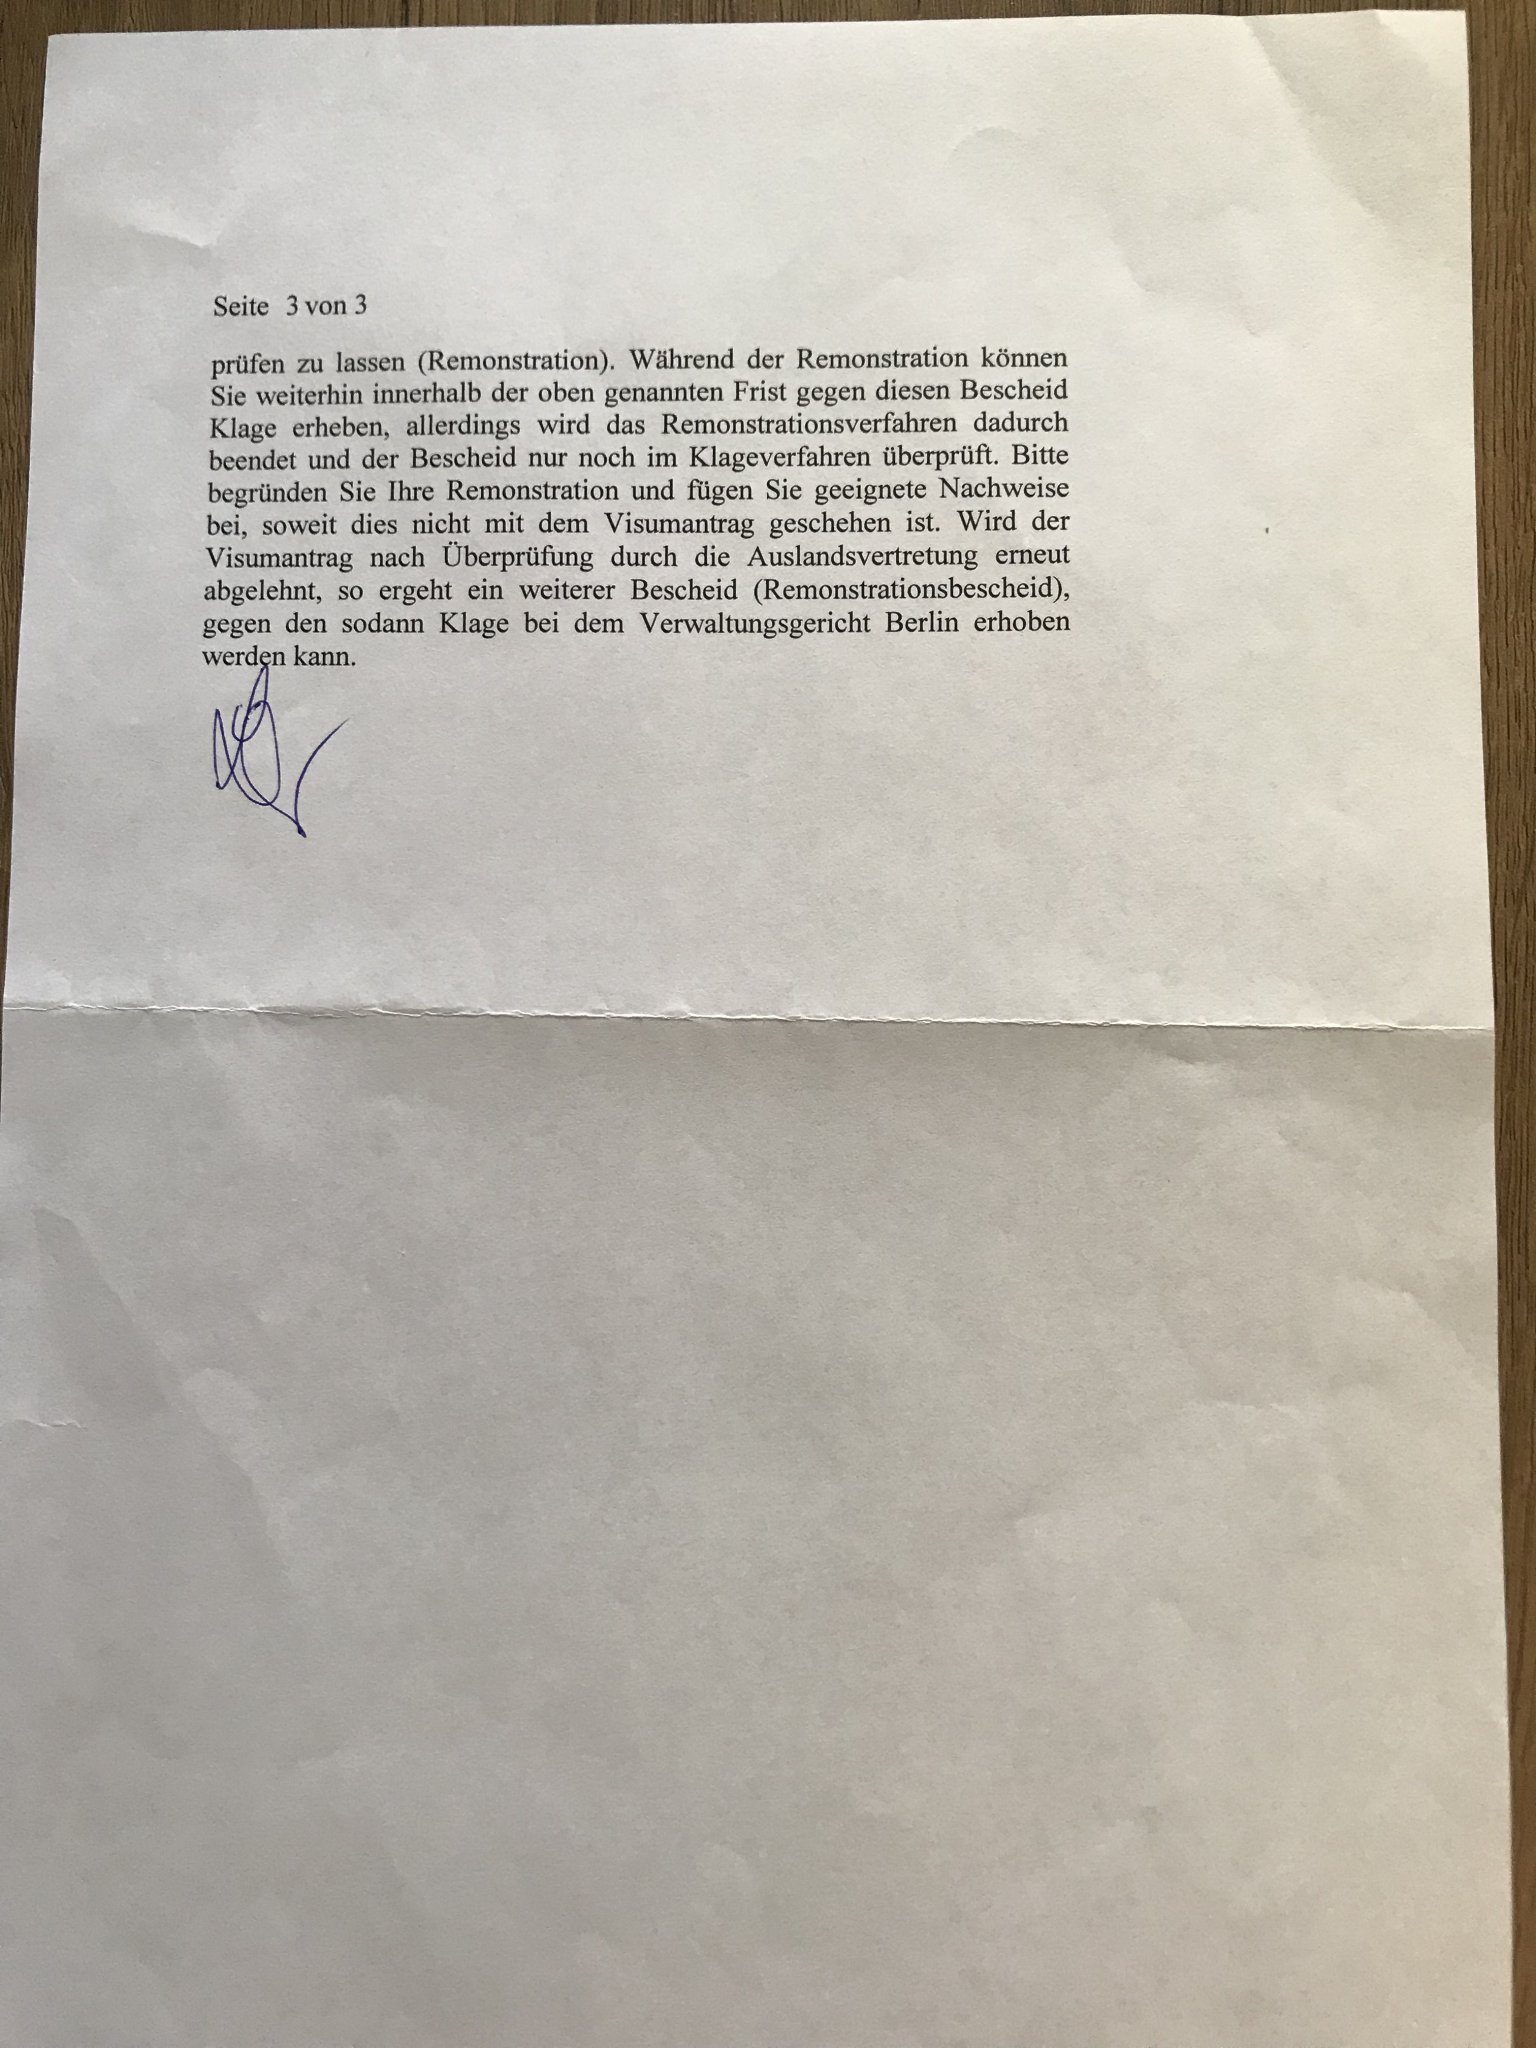 Seite 3 von 3
prüfen zu lassen (Remonstration). Während der Remonstration können
Sie weiterhin innerhalb der oben genannten Frist gegen diesen Bescheid
Klage erheben, allerdings wird das Remonstrationsverfahren dadurch
beendet und der Bescheid nur noch im Klageverfahren überprüft. Bitte
begründen Sie Ihre Remonstration und fügen Sie geeignete Nachweise
bei, soweit dies nicht mit dem Visumantrag geschehen ist. Wird der
Visumantrag nach Überprüfung durch die Auslandsvertretung erneut
abgelehnt, so ergeht ein weiterer Bescheid (Remonstrationsbescheid),
gegen den sodann Klage bei dem Verwaltungsgericht Berlin erhoben
werden kann.